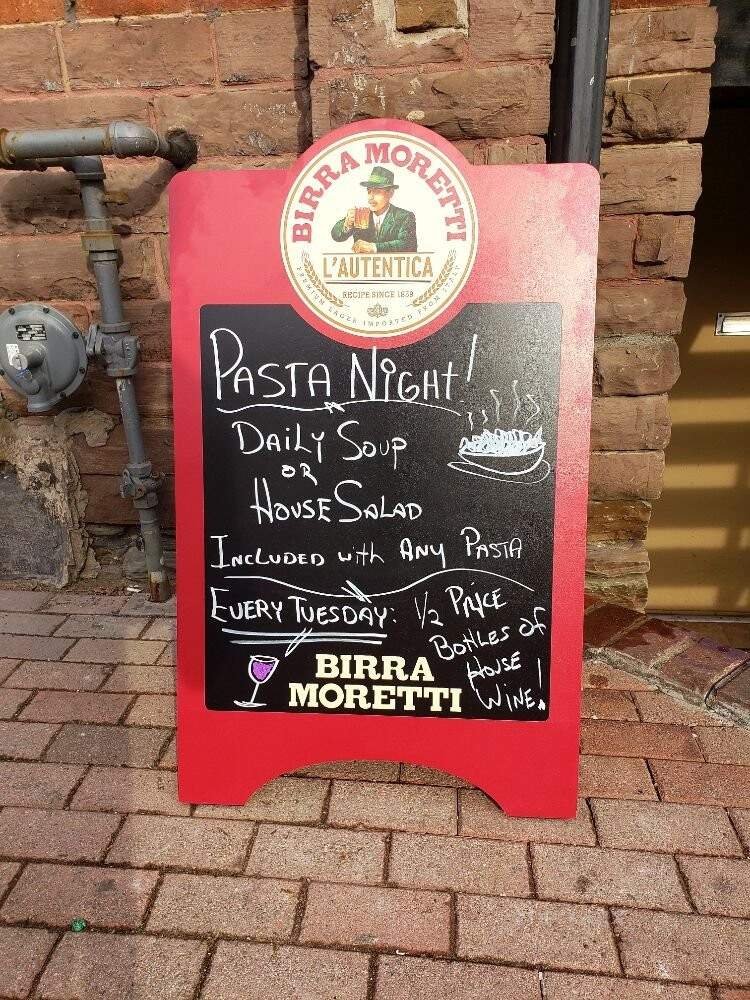 BIRRA MORETTI
L'AUTENTICA
RECIPE SINCE 1859
PREMIUM LAGER IMPORTED FROM ITALY
PASTA NIGHT!
DAILY SOUP
OR
HOUSE SALAD
INCLUDED with ANY PASTA
EVERY TUESDAY: 1/2 PRICE
BOTTLES OF
HOUSE
WINE!
BIRRA
MORETTI